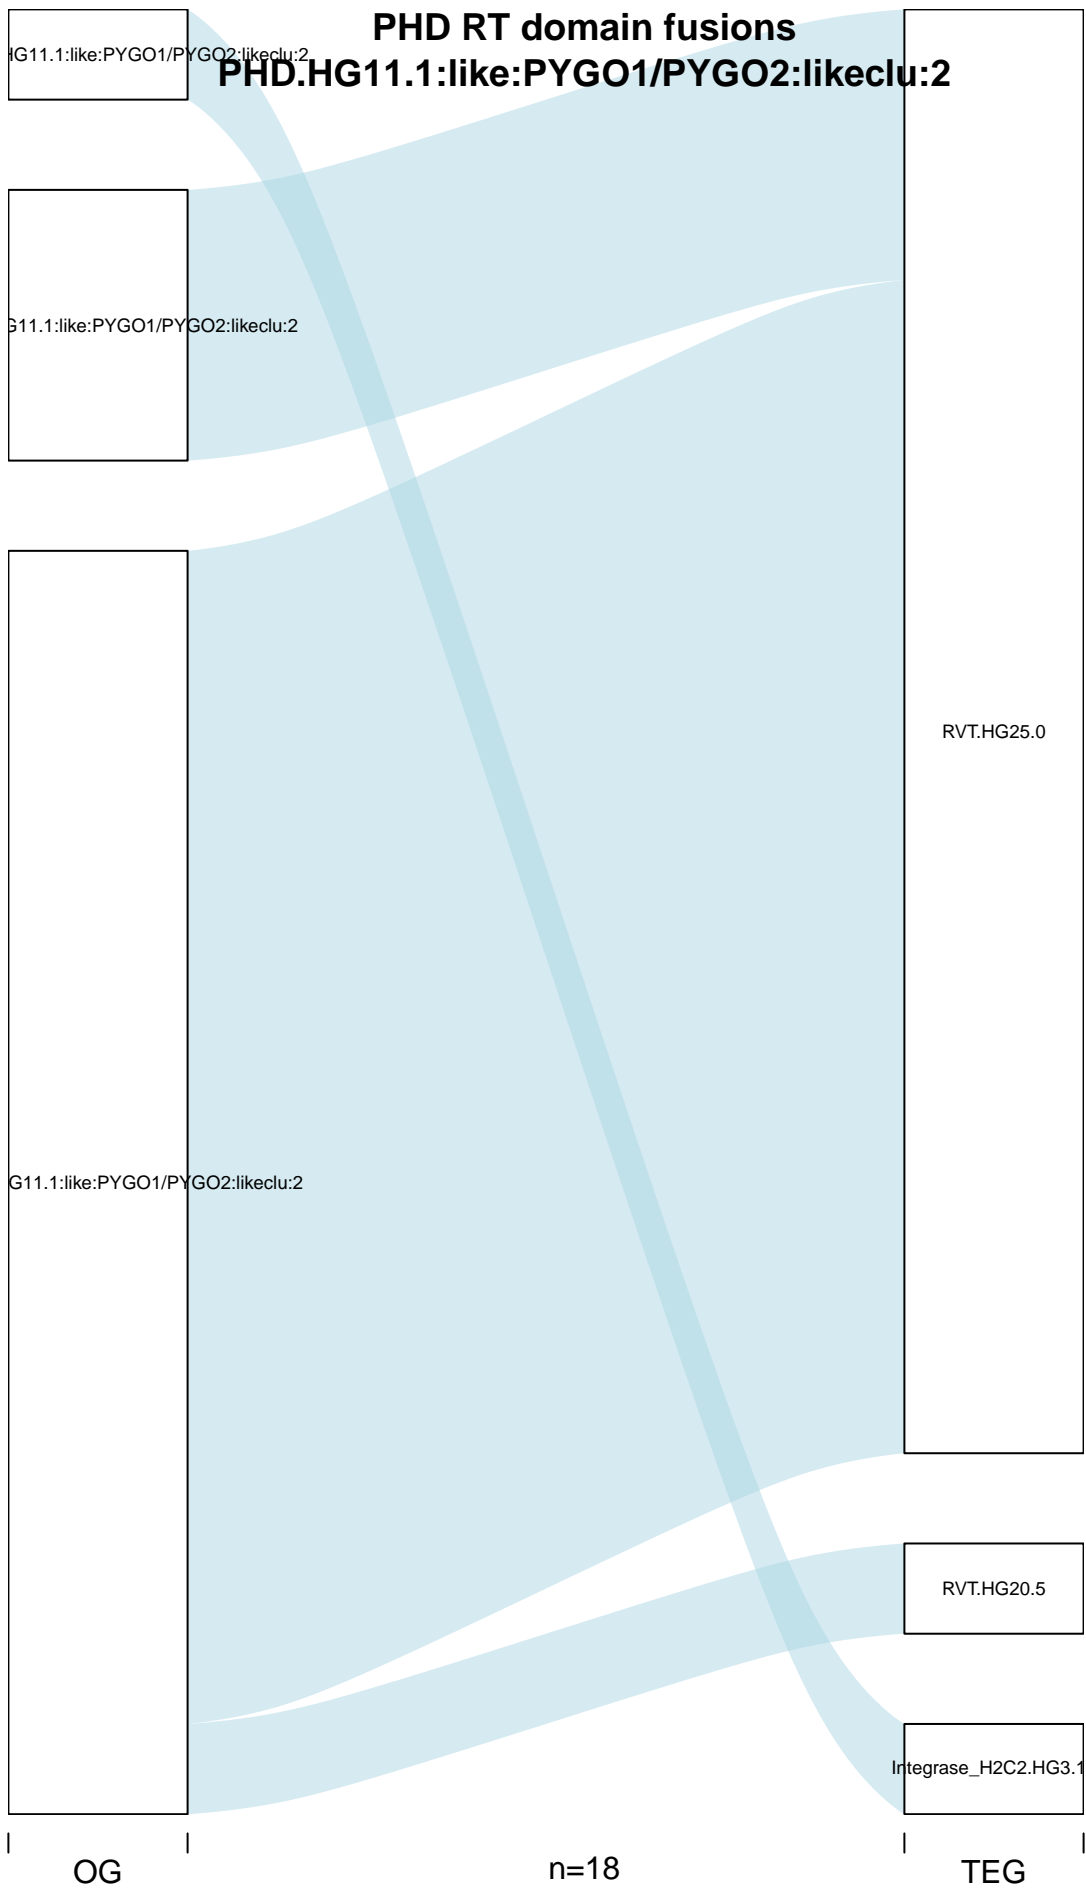 PHD RT domain fusions
PHD.HG11.1:like:PYGO1/PYGO2:likeclu:2
HG11.1:like:PYGO1/PYGO2:likeclu:2
G11.1:like:PYGO1/PYGO2:likeclu:2
RVT.HG25.0
G11.1:like:PYGO1/PYGO2:likeclu:2
RVT.HG20.5
Integrase_H2C2.HG3.1
OG
n=18
TEG